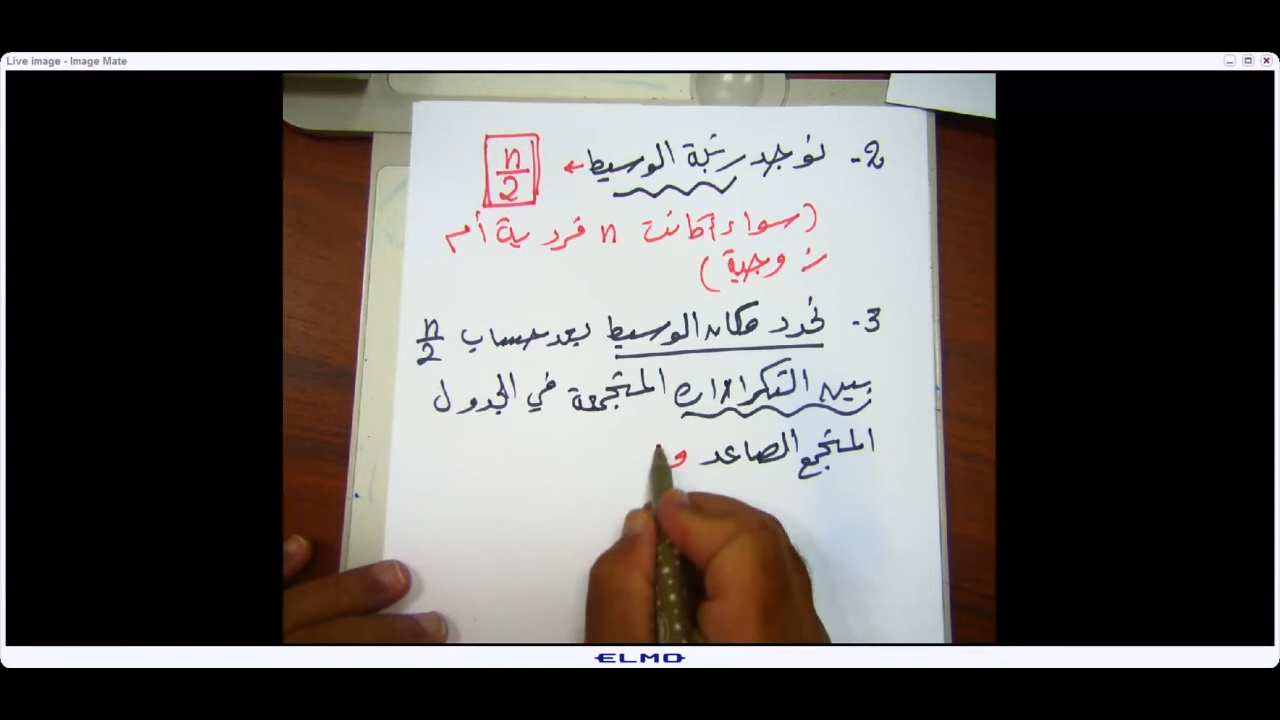 Live image - Image Mate
2- نوجد رتبة الوسيط ← n/2
(سواء أكانت n فردية أم
زوجية)
3- نحدد مكان الوسيط بعد حساب n/2
بين التكرارات المتجمعة في الجدول
المتجمع الصاعد و
ELMO